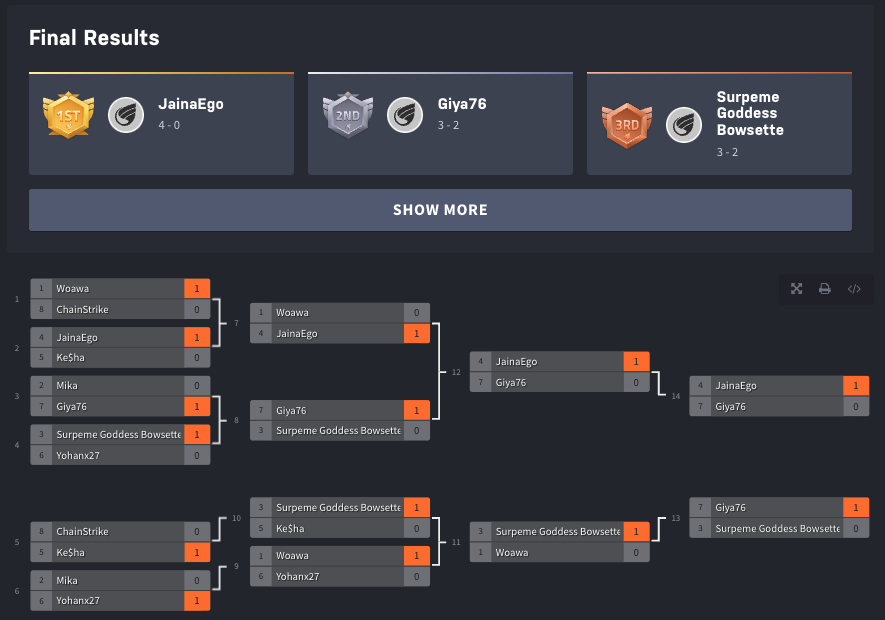 Final Results
1ST
JainaEgo
4 - 0
2ND
Giya76
3 - 2
3RD
Surpeme
Goddess
Bowsette
3 - 2
SHOW MORE
1
1 Woawa 1
8 ChainStrike 0
2
4 JainaEgo 1
5 Ke$ha 0
3
2 Mika 0
7 Giya76 1
4
3 Surpeme Goddess Bowsette 1
6 Yohanx27 0
7
1 Woawa 0
4 JainaEgo 1
8
7 Giya76 1
3 Surpeme Goddess Bowsette 0
12
4 JainaEgo 1
7 Giya76 0
14
4 JainaEgo 1
7 Giya76 0
5
8 ChainStrike 0
5 Ke$ha 1
6
2 Mika 0
6 Yohanx27 1
10
3 Surpeme Goddess Bowsette 1
5 Ke$ha 0
9
1 Woawa 1
6 Yohanx27 0
11
3 Surpeme Goddess Bowsette 1
1 Woawa 0
13
7 Giya76 1
3 Surpeme Goddess Bowsette 0